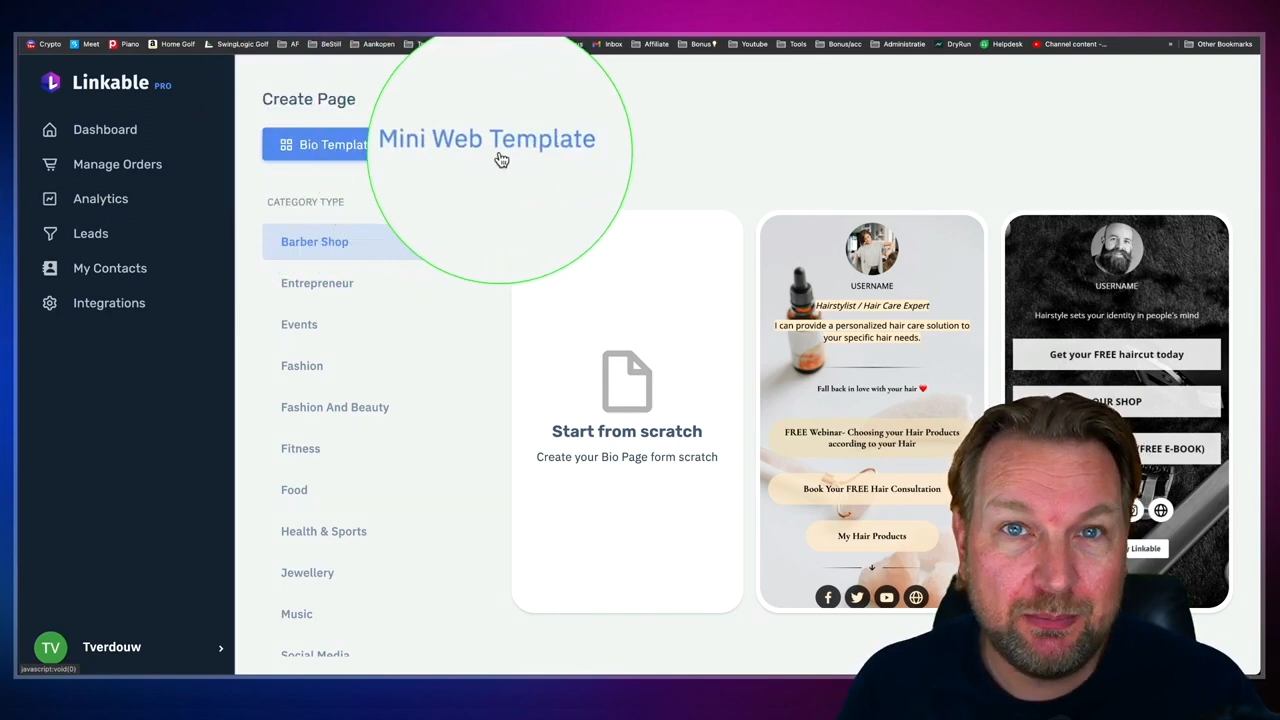 Crypto
Meet
Piano
Home Golf
SwingLogic Golf
AF
BeStill
Aankopen
Inbox
Affiliate
Bonus
Youtube
Tools
Bonus/acc
Administratie
DryRun
Helpdesk
Channel content -...
»
Other Bookmarks
Linkable PRO
Dashboard
Manage Orders
Analytics
Leads
My Contacts
Integrations
TV
Tverdouw
javascript:void(0)
Create Page
Bio Templat
Mini Web Template
CATEGORY TYPE
Barber Shop
Entrepreneur
Events
Fashion
Fashion And Beauty
Fitness
Food
Health & Sports
Jewellery
Music
Social Media
Start from scratch
Create your Bio Page form scratch
USERNAME
Hairstylist / Hair Care Expert
I can provide a personalized hair care solution to
your specific hair needs.
Fall back in love with your hair ❤️
FREE Webinar- Choosing your Hair Products
according to your Hair
Book Your FREE Hair Consultation
My Hair Products
USERNAME
Hairstyle sets your identity in people's mind
Get your FREE haircut today
OUR SHOP
(FREE E-BOOK)
Linkable